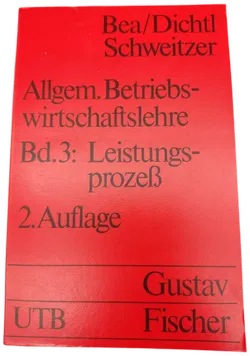 Bea/Dichtl
Schweitzer
Allgem. Betriebs-
wirtschaftslehre
Bd.3: Leistungs-
prozeß
2. Auflage
Gustav
UTB Fischer